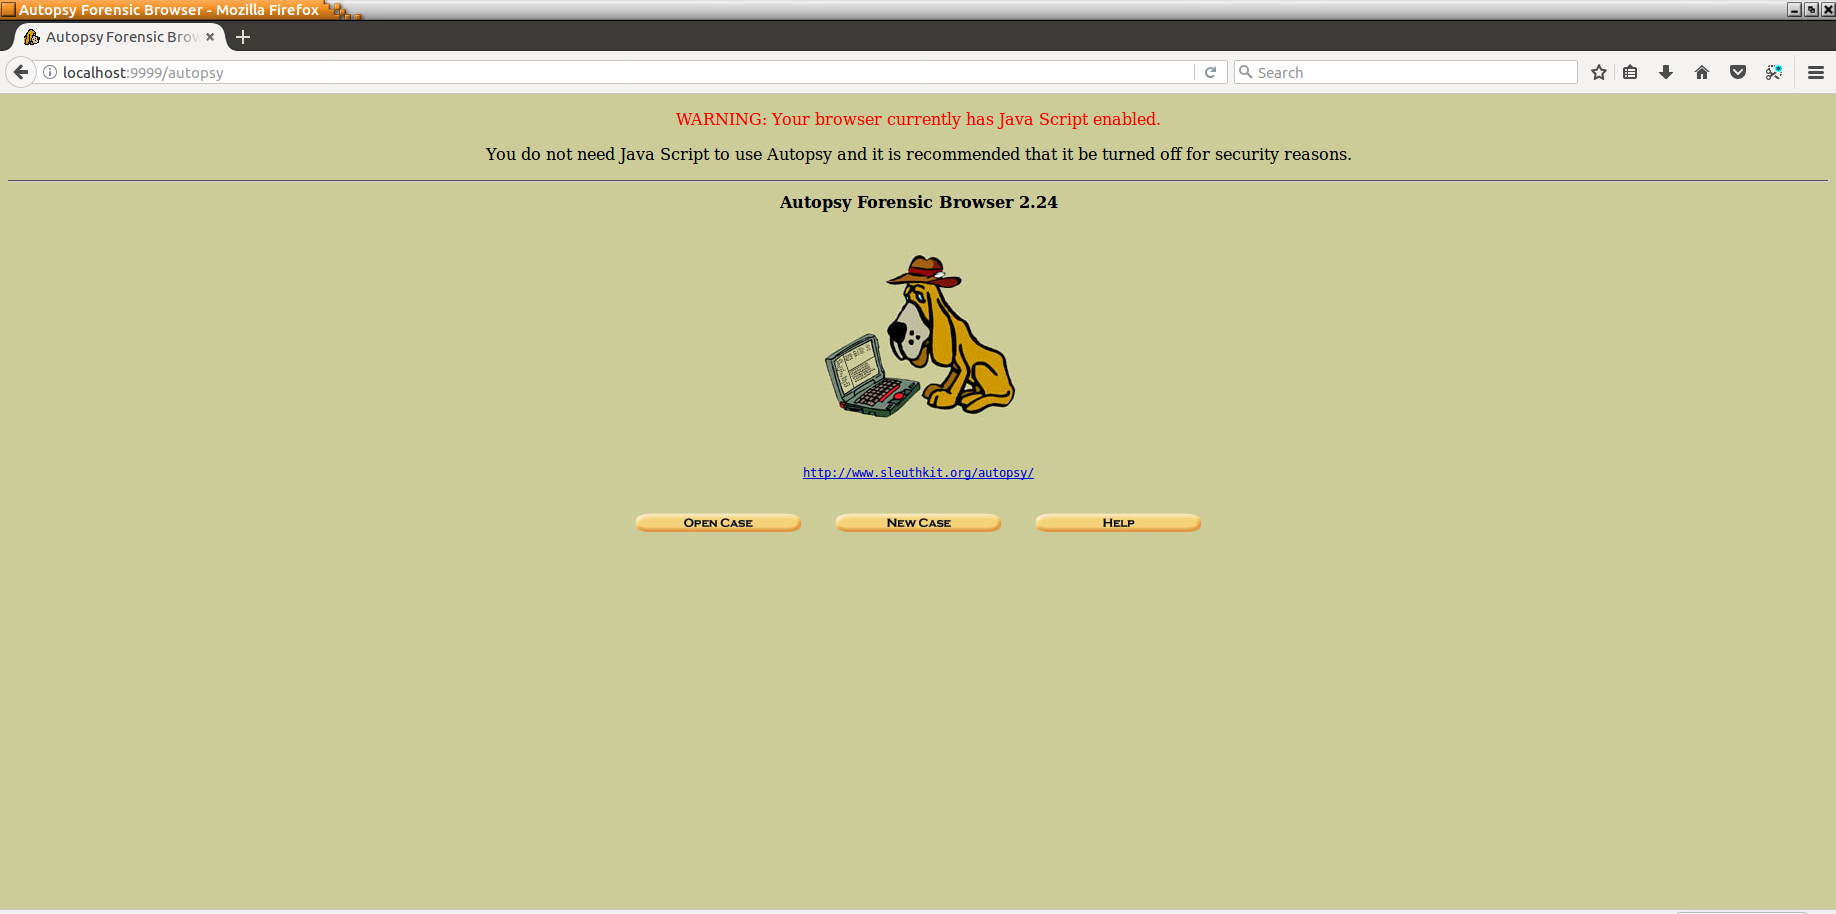 Autopsy Forensic Browser - Mozilla Firefox
Autopsy Forensic Brow
localhost:9999/autopsy
Search
WARNING: Your browser currently has Java Script enabled.
You do not need Java Script to use Autopsy and it is recommended that it be turned off for security reasons.
Autopsy Forensic Browser 2.24
http://www.sleuthkit.org/autopsy/
OPEN CASE NEW CASE HELP